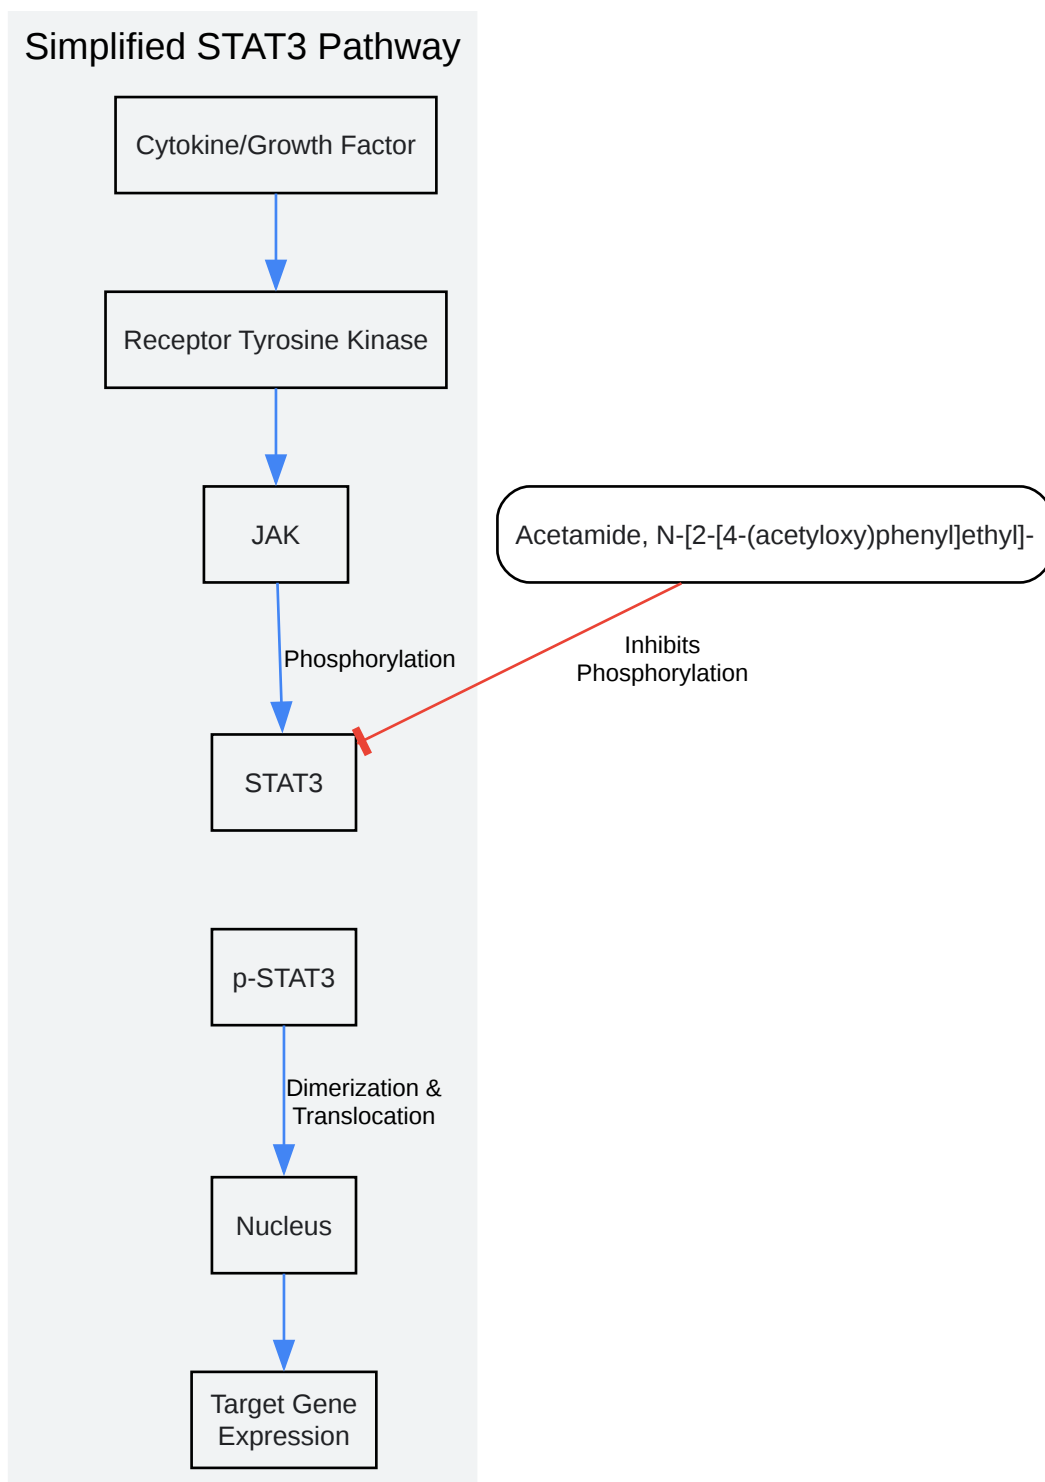 Simplified STAT3 Pathway
Cytokine/Growth Factor
Receptor Tyrosine Kinase
JAK
Acetamide, N-[2-[4-(acetyloxy)phenyl]ethyl]-
Phosphorylation
Inhibits
Phosphorylation
STAT3
p-STAT3
Dimerization &
Translocation
Nucleus
Target Gene
Expression